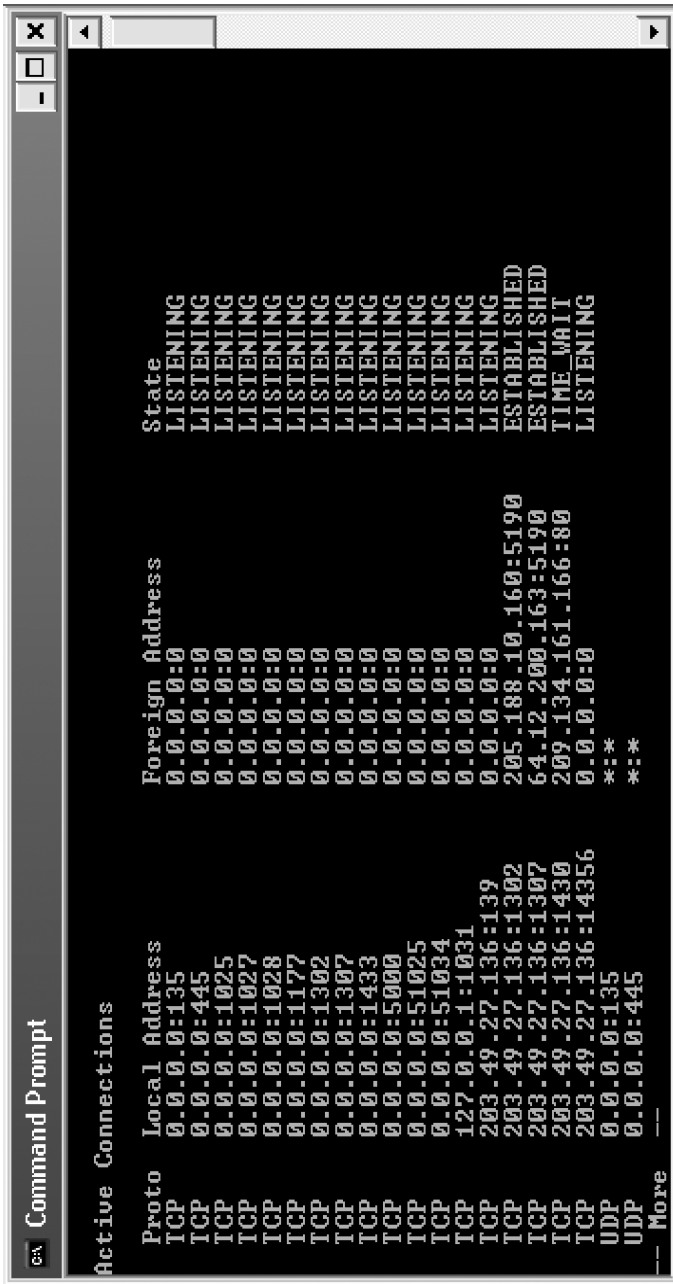 Command Prompt
Active Connections
Proto Local Address Foreign Address State
TCP 0.0.0.0:135 0.0.0.0:0 LISTENING
TCP 0.0.0.0:445 0.0.0.0:0 LISTENING
TCP 0.0.0.0:1025 0.0.0.0:0 LISTENING
TCP 0.0.0.0:1027 0.0.0.0:0 LISTENING
TCP 0.0.0.0:1028 0.0.0.0:0 LISTENING
TCP 0.0.0.0:1177 0.0.0.0:0 LISTENING
TCP 0.0.0.0:1302 0.0.0.0:0 LISTENING
TCP 0.0.0.0:1307 0.0.0.0:0 LISTENING
TCP 0.0.0.0:1433 0.0.0.0:0 LISTENING
TCP 0.0.0.0:5000 0.0.0.0:0 LISTENING
TCP 0.0.0.0:51025 0.0.0.0:0 LISTENING
TCP 0.0.0.0:51034 0.0.0.0:0 LISTENING
TCP 127.0.0.1:1031 0.0.0.0:0 LISTENING
TCP 203.49.27.136:139 0.0.0.0:0 LISTENING
TCP 203.49.27.136:1302 205.188.10.160:5190 ESTABLISHED
TCP 203.49.27.136:1307 64.12.200.163:5190 ESTABLISHED
TCP 203.49.27.136:1430 209.134.161.166:80 TIME_WAIT
TCP 203.49.27.136:14356 0.0.0.0:0 LISTENING
UDP 0.0.0.0:135 *:*
UDP 0.0.0.0:445 *:*
-- More --